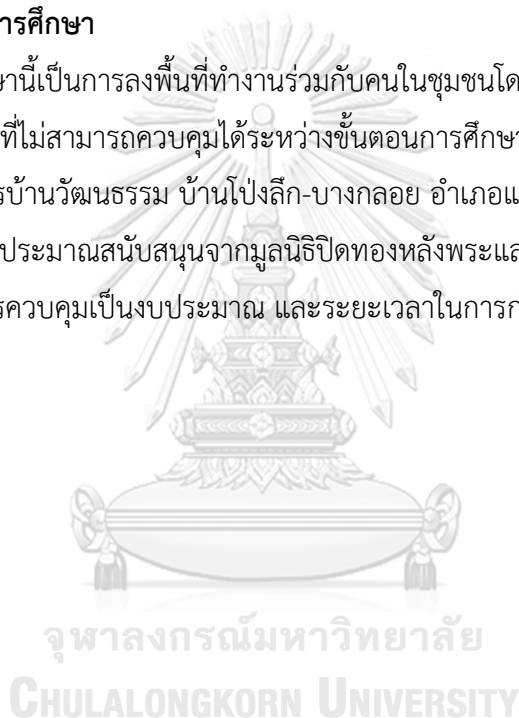 ารศึกษา
ษานี้เป็นการลงพื้นที่ทำงานร่วมกับคนในชุมชนโด
ที่ไม่สามารถควบคุมได้ระหว่างขั้นตอนการศึกษา
รบ้านวัฒนธรรม บ้านโป่งลึก-บางกลอย อำเภอแ
ประมาณสนับสนุนจากมูลนิธิปิดทองหลังพระแล
รควบคุมเป็นงบประมาณ และระยะเวลาในการก
จุฬาลงกรณ์มหาวิทยาลัย
CHULALONGKORN UNIVERSITY